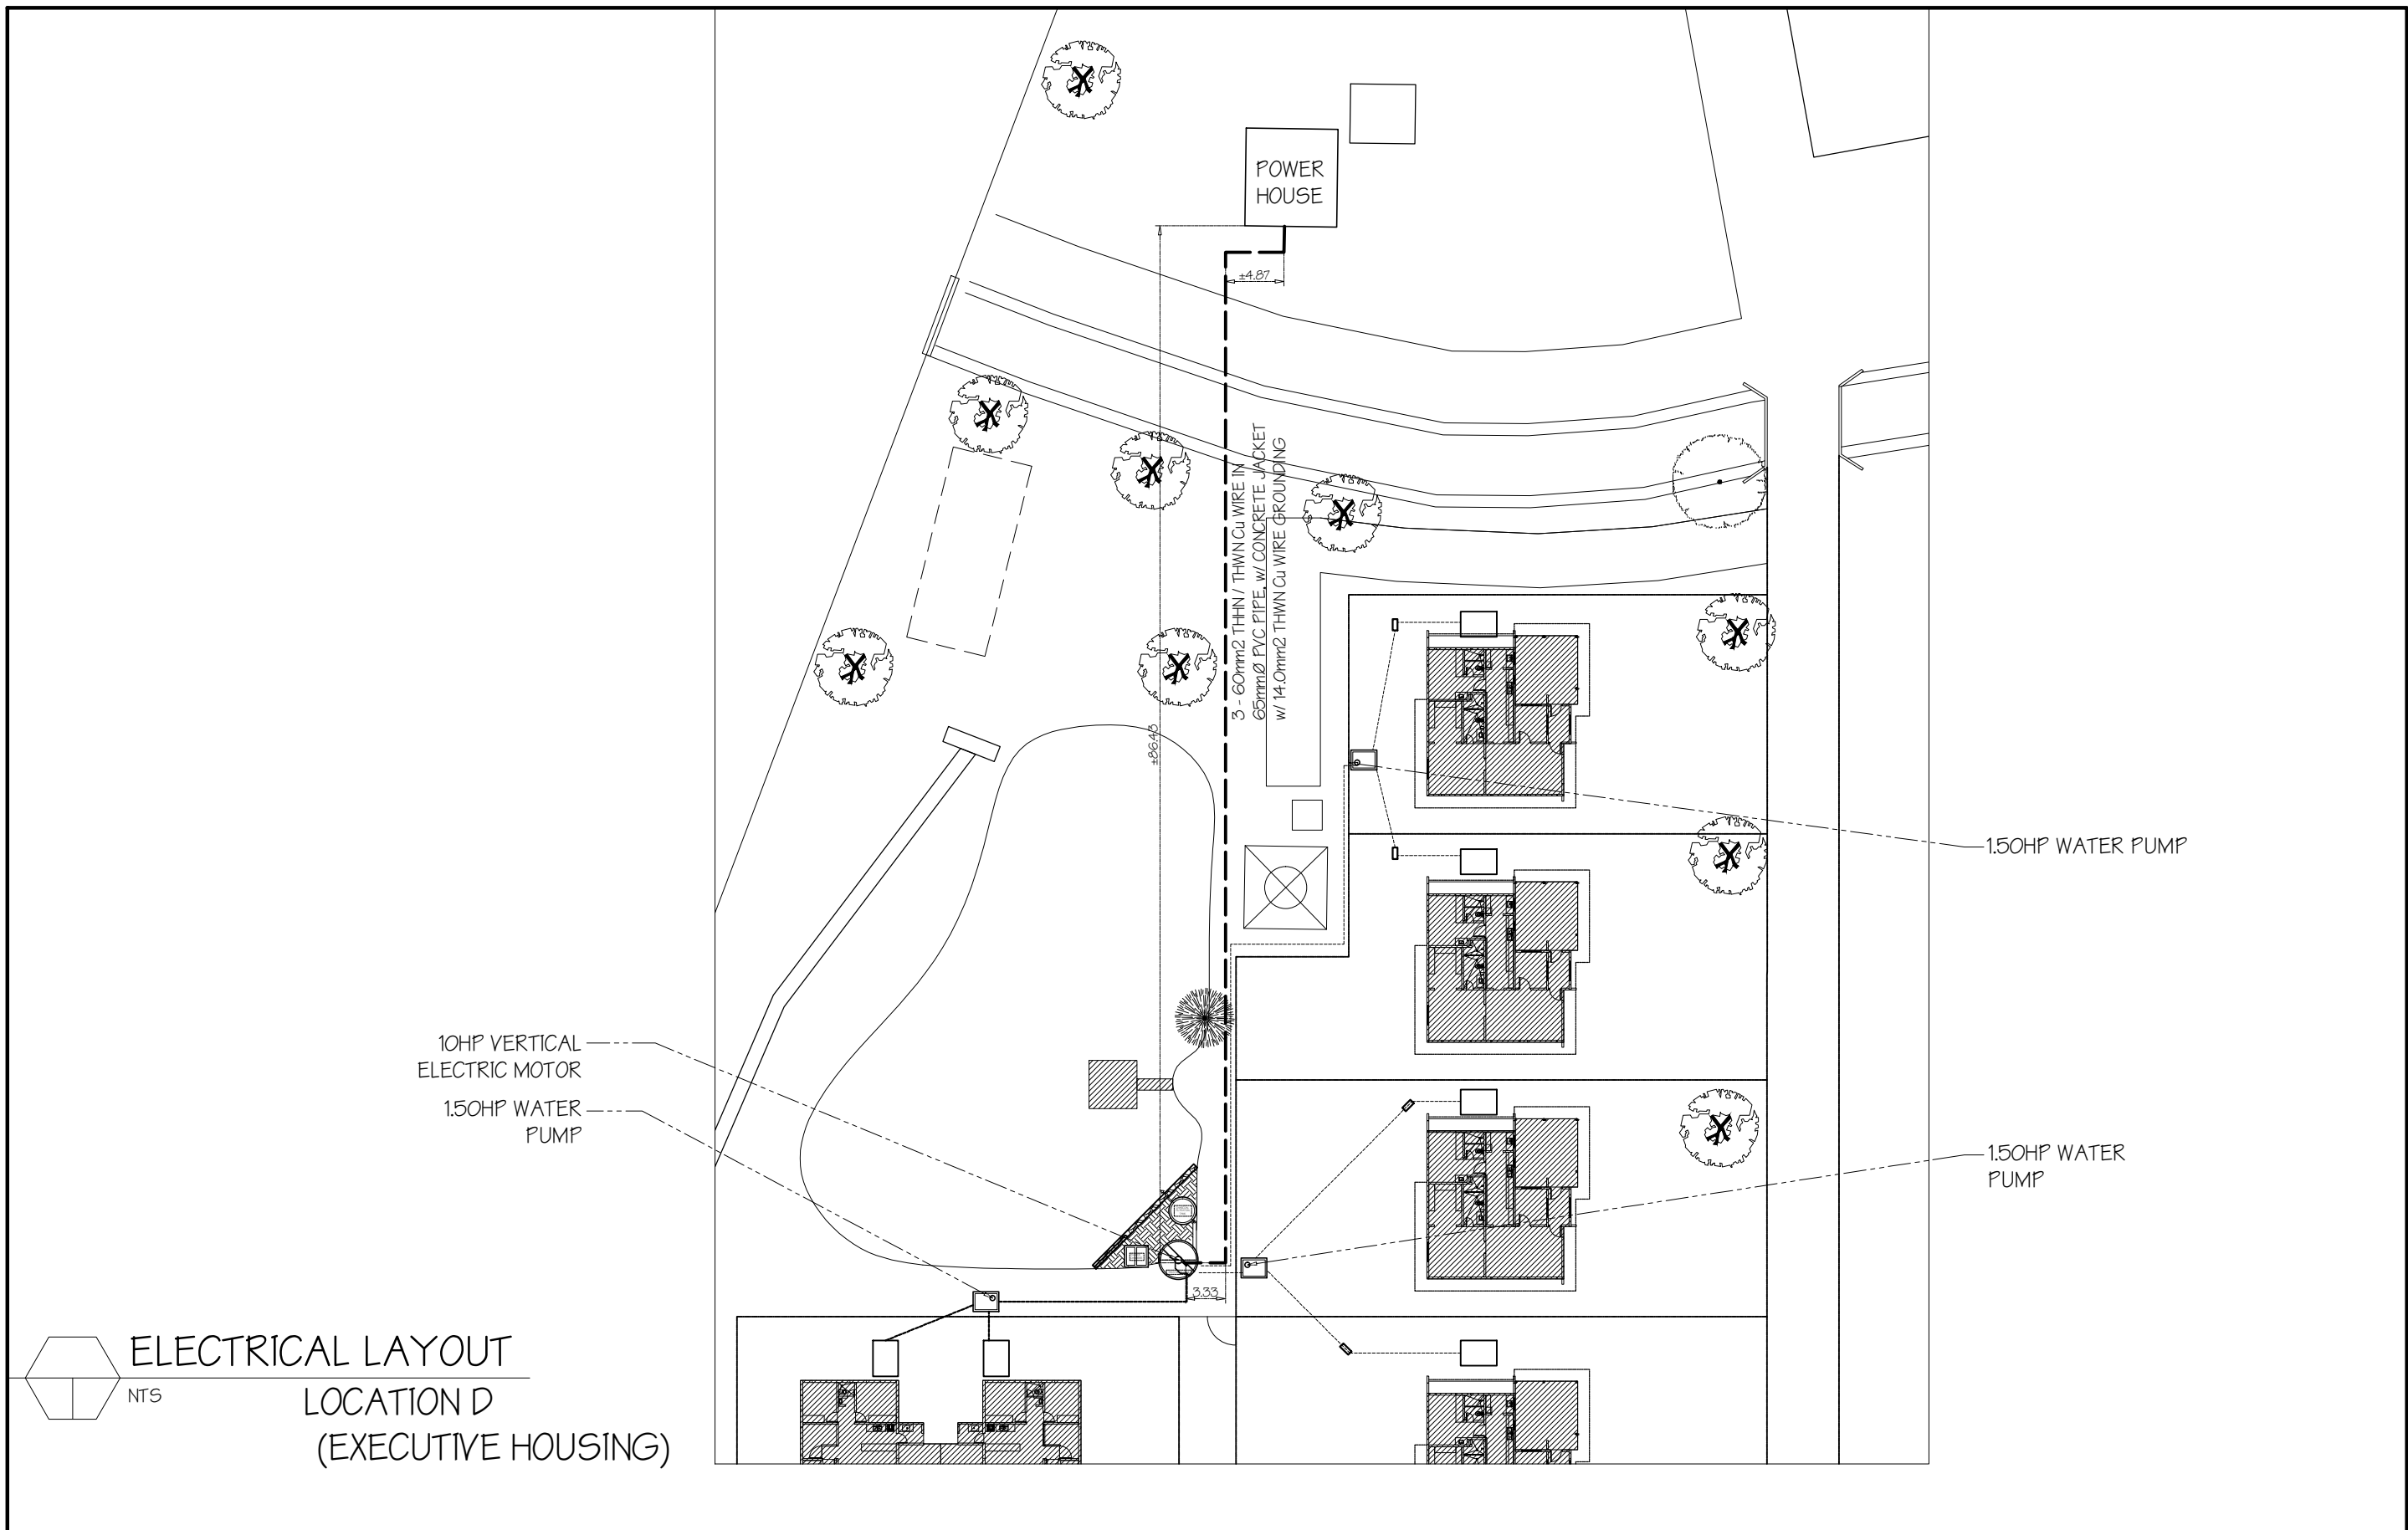 POWER
HOUSE
±4.87
3 - 60mm2 THHN / THWN Cu WIRE IN
65mmØ PVC PIPE, w/ CONCRETE JACKET
w/ 14.0mm2 THWN Cu WIRE GROUNDING
±86.43
1.50HP WATER PUMP
10HP VERTICAL
ELECTRIC MOTOR
1.50HP WATER
PUMP
1.50HP WATER
PUMP
3.33
ELECTRICAL LAYOUT
NTS
LOCATION D
(EXECUTIVE HOUSING)